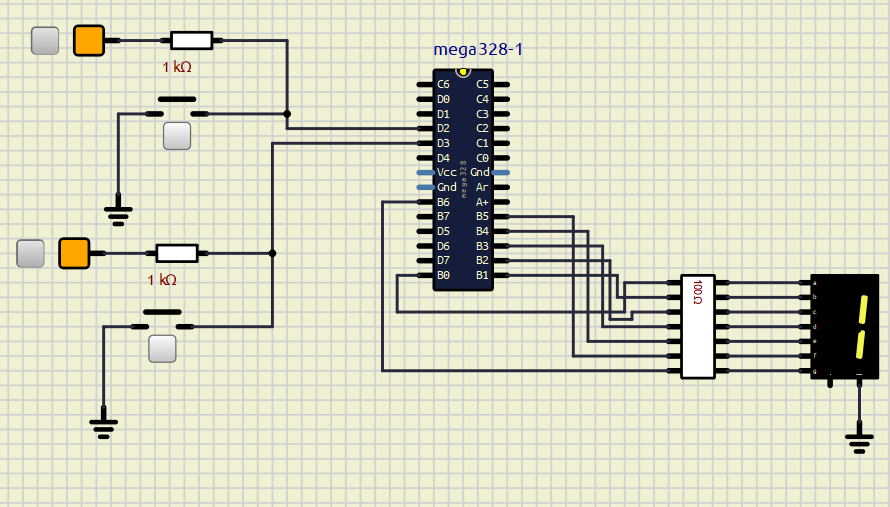 mega328-1
1 kΩ
C6 C5
D0 C4
D1 C3
D2 C2
D3 C1
D4 C0
Vcc Gnd
Gnd Ar
B6 A+
B7 B5
D5 B4
D6 B3
D7 B2
B0 B1
mega328
1 kΩ
100Ω
a
b
c
d
e
f
g
1